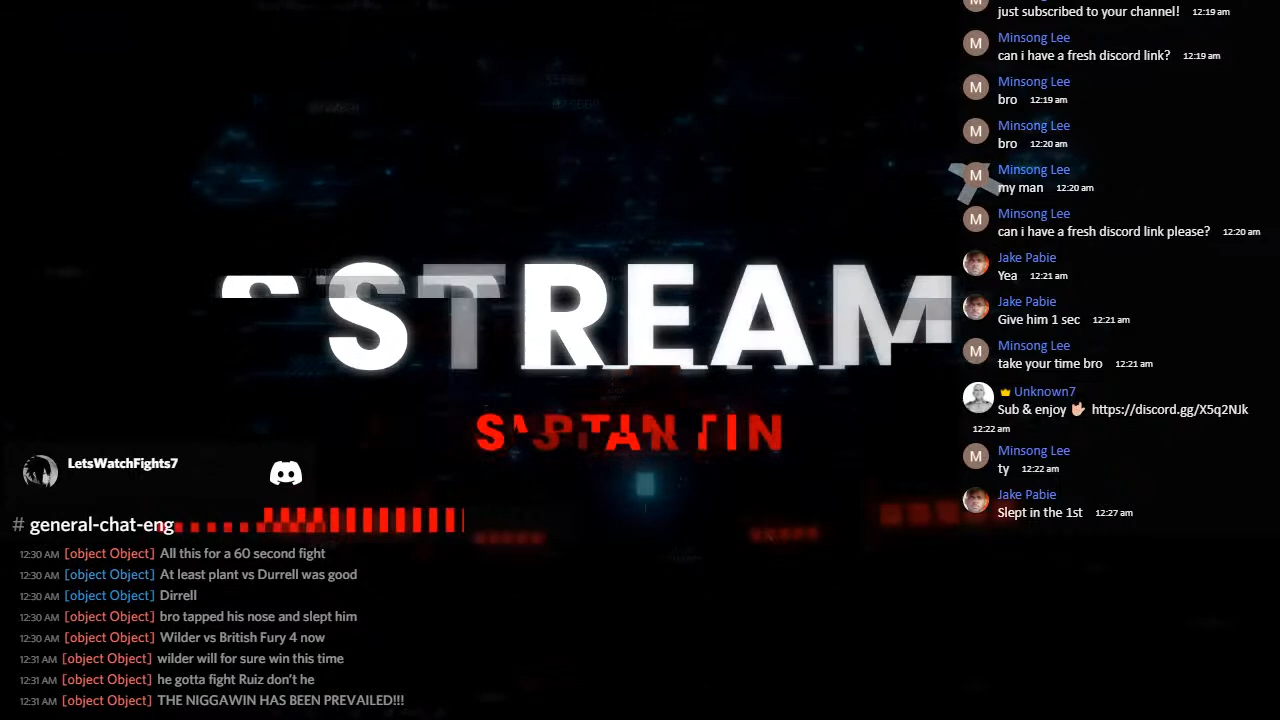 just subscribed to your channel! 12:19 am
Minsong Lee
can i have a fresh discord link? 12:19 am
Minsong Lee
bro 12:19 am
Minsong Lee
bro 12:20 am
Minsong Lee
my man 12:20 am
Minsong Lee
can i have a fresh discord link please? 12:20 am
Jake Pabie
Yea 12:21 am
Jake Pabie
Give him 1 sec 12:21 am
Minsong Lee
take your time bro 12:21 am
Unknown7
Sub & enjoy 🤟🏻 https://discord.gg/X5q2NJk
12:22 am
Minsong Lee
ty 12:22 am
Jake Pabie
Slept in the 1st 12:27 am
STREAM
LetsWatchFights7
# general-chat-eng
12:30 AM [object Object] All this for a 60 second fight
12:30 AM [object Object] At least plant vs Durrell was good
12:30 AM [object Object] Dirrell
12:30 AM [object Object] bro tapped his nose and slept him
12:30 AM [object Object] Wilder vs British Fury 4 now
12:31 AM [object Object] wilder will for sure win this time
12:31 AM [object Object] he gotta fight Ruiz don't he
12:31 AM [object Object] THE NIGGAWIN HAS BEEN PREVAILED!!!